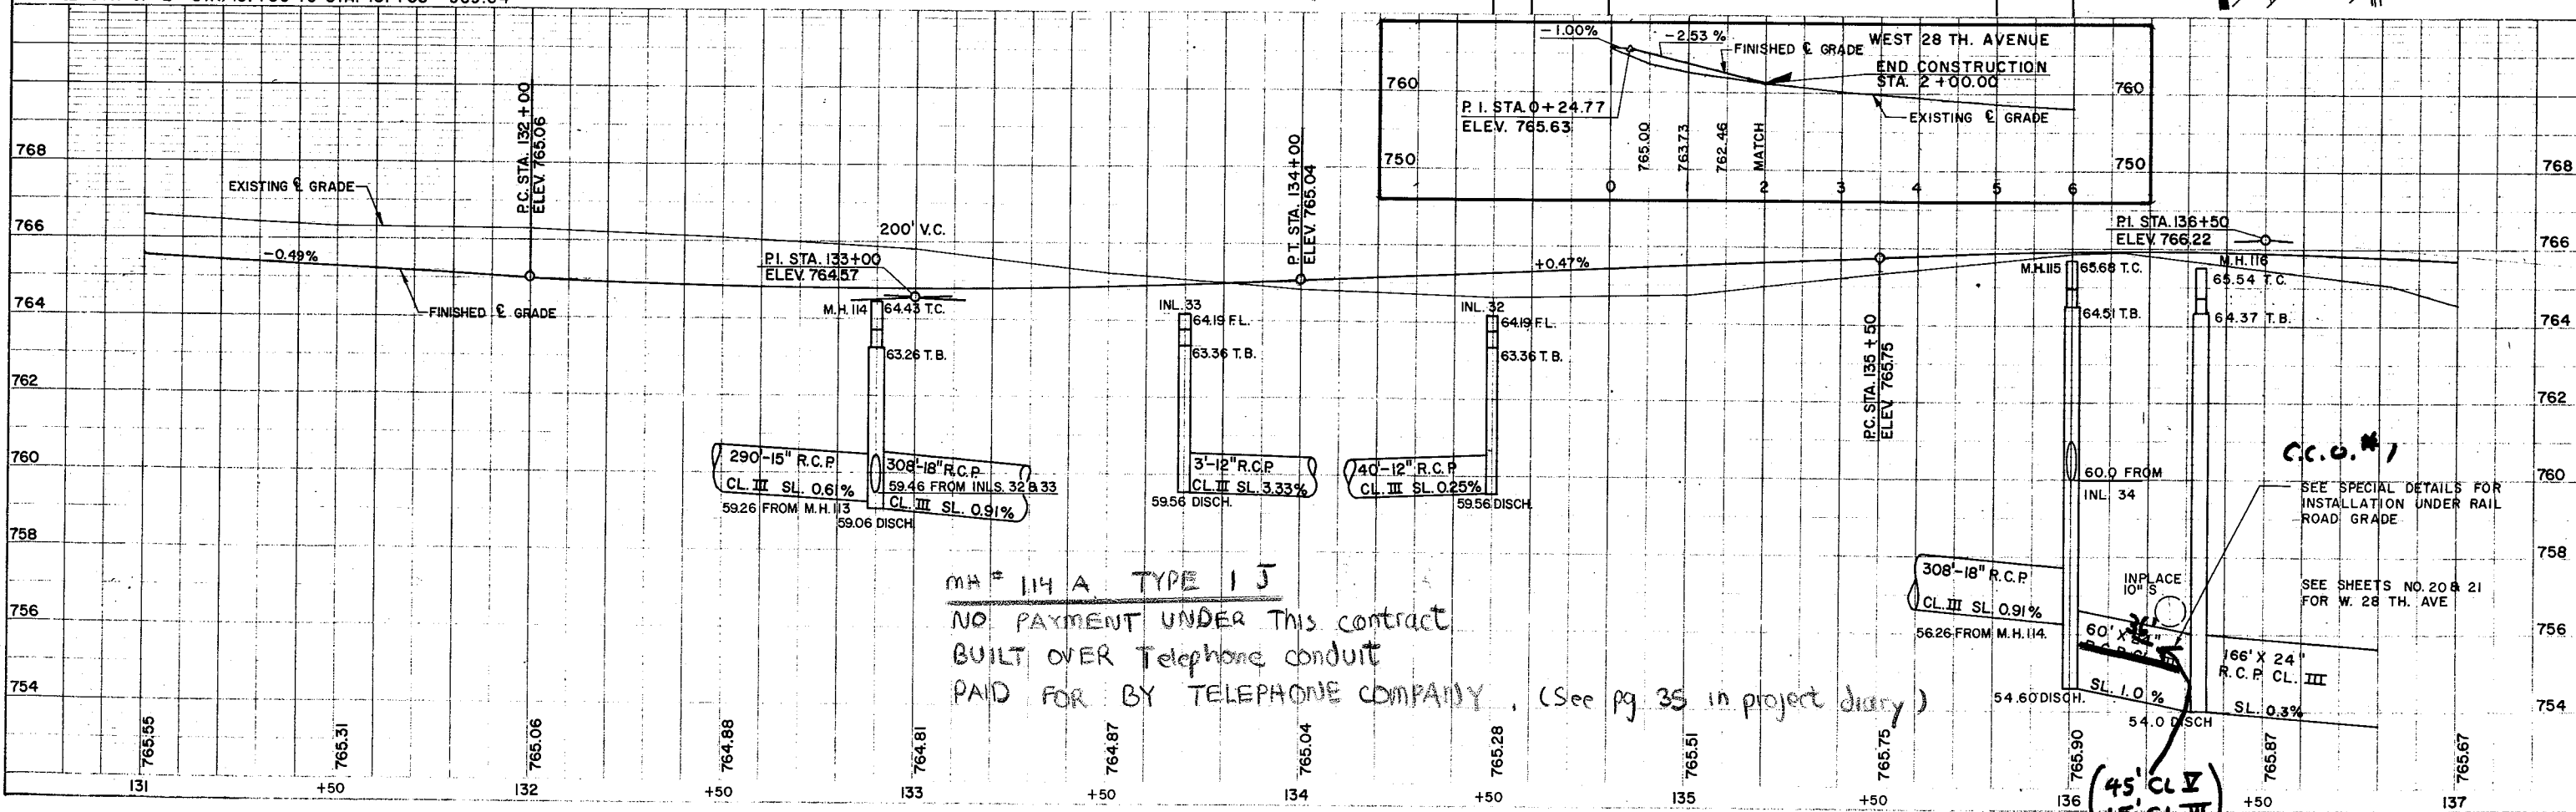 -1.00%
-2.53 %
FINISHED ℄ GRADE
WEST 28 TH. AVENUE
END CONSTRUCTION
STA. 2 +00.00
760
760
P. I. STA. 0+24.77
ELEV. 765.63
EXISTING ℄ GRADE
765.00
763.73
762.46
MATCH
750
750
0
1
2
3
4
5
6
768
768
P.C. STA. 132 +00
ELEV. 765.06
P.T. STA. 134+00
ELEV. 765.04
EXISTING ℄ GRADE
766
766
200' V.C.
P.I. STA. 136+50
ELEV. 766.22
-0.49%
P.I. STA. 133+00
ELEV. 764.57
+0.47%
FINISHED ℄ GRADE
764
764
M.H. 114
64.43 T.C.
63.26 T.B.
INL. 33
64.19 F.L.
63.36 T.B.
INL. 32
64.19 F.L.
63.36 T.B.
P.C. STA. 135 +50
ELEV. 765.75
M.H. 115
65.68 T.C.
64.51 T.B.
M.H. 116
65.54 T.C.
64.37 T.B.
762
762
760
760
290'-15" R.C.P.
CL. III SL. 0.61%
59.26 FROM M.H. 113
308'-18" R.C.P.
59.46 FROM INLS. 32 & 33
CL. III SL. 0.91%
59.06 DISCH.
3'-12" R.C.P.
CL. III SL. 3.33%
59.56 DISCH.
40'-12" R.C.P.
CL. III SL. 0.25%
59.56 DISCH.
60.0 FROM
INL. 34
C.C.O. # 1
SEE SPECIAL DETAILS FOR
INSTALLATION UNDER RAIL
ROAD GRADE
758
758
MH # 114 A TYPE 1 J
NO PAYMENT UNDER This contract
BUILT OVER Telephone conduit
PAID FOR BY TELEPHONE COMPANY. (See pg 35 in project diary)
308'-18" R.C.P.
CL. III SL. 0.91%
56.26 FROM M.H. 114.
INPLACE
10" S
SEE SHEETS NO. 20 & 21
FOR W. 28 TH. AVE
756
756
60' X
36"
SL. 1.0 %
54.60 DISCH.
54.0 DISCH
166' X 24"
R.C.P. CL. III
SL. 0.3%
754
754
765.55
765.31
765.06
764.88
764.81
764.87
765.04
765.28
765.51
765.75
765.90
765.87
765.67
131
+50
132
+50
133
+50
134
+50
135
+50
136
+50
137
45' CL V